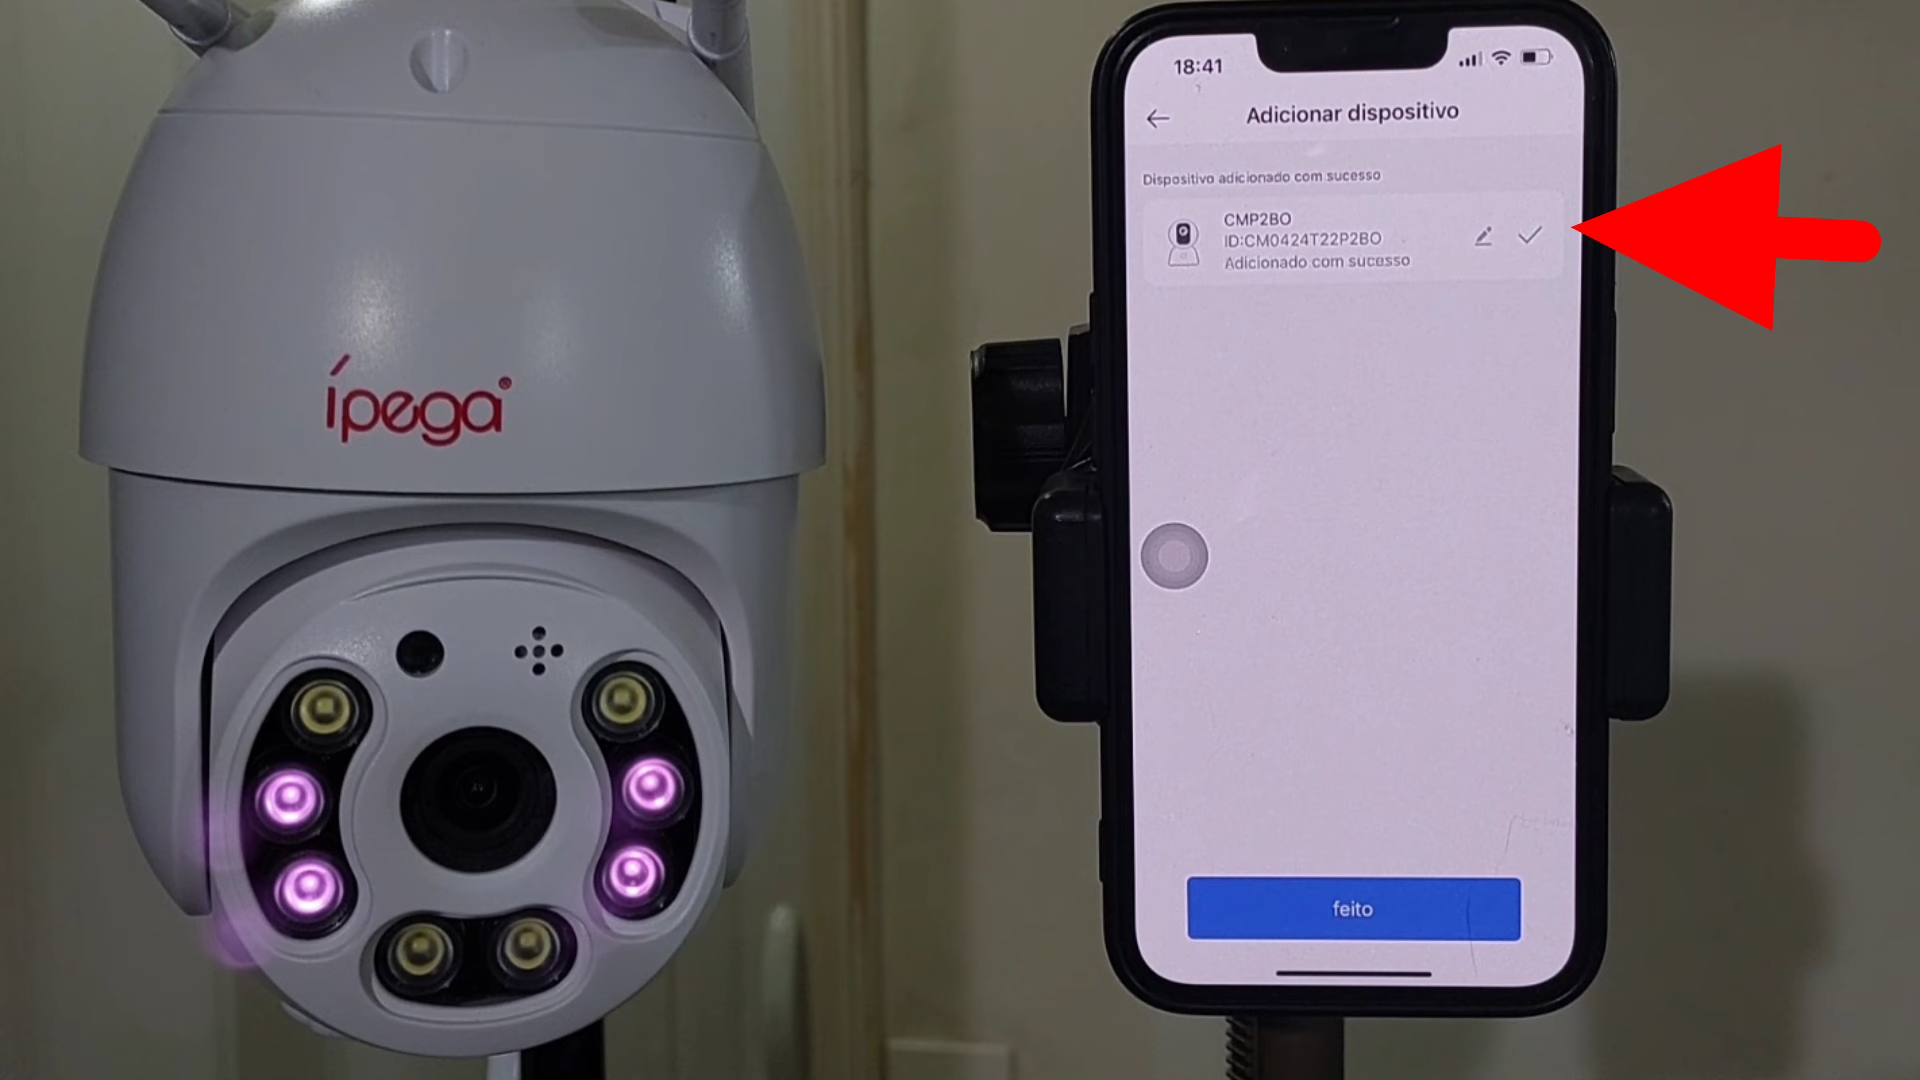 ípega®
18:41
Adicionar dispositivo
Dispositivo adicionado com sucesso
CMP2BO
ID:CM0424T22P2BO
Adicionado com sucesso
feito